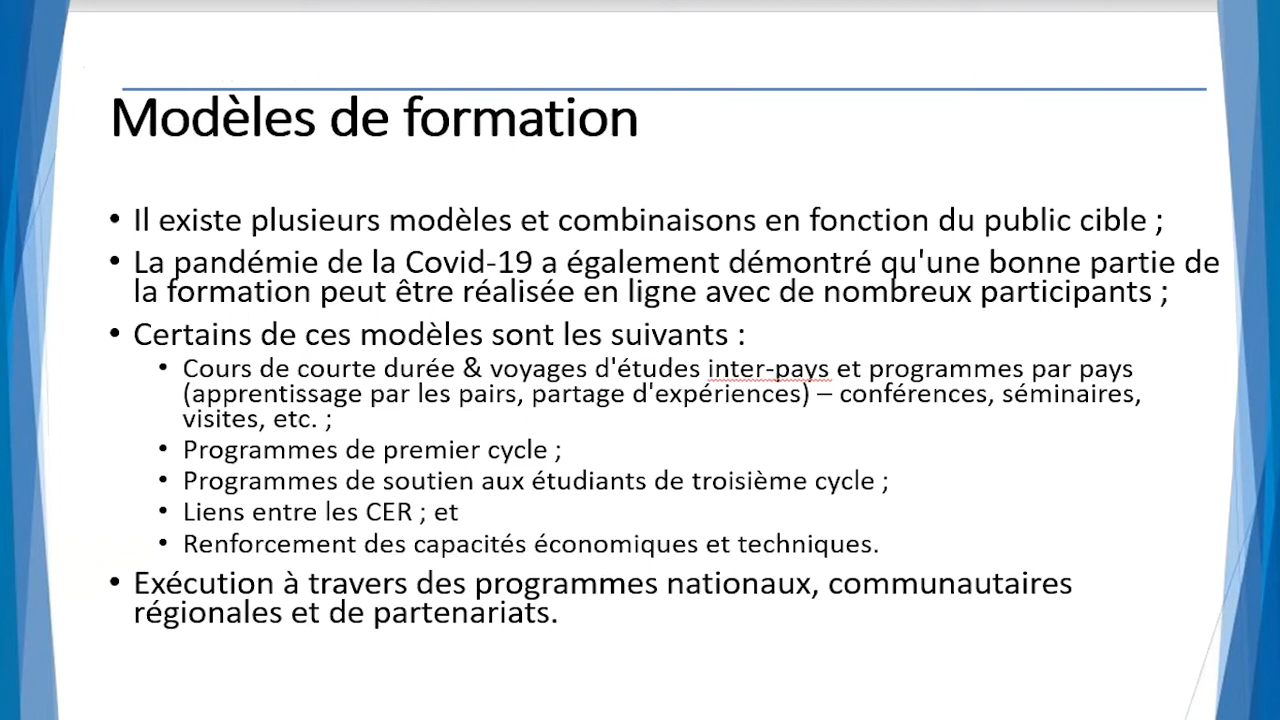 Modèles de formation
• Il existe plusieurs modèles et combinaisons en fonction du public cible ;
• La pandémie de la Covid-19 a également démontré qu'une bonne partie de
la formation peut être réalisée en ligne avec de nombreux participants ;
• Certains de ces modèles sont les suivants :
• Cours de courte durée & voyages d'études inter-pays et programmes par pays
(apprentissage par les pairs, partage d'expériences) – conférences, séminaires,
visites, etc. ;
• Programmes de premier cycle ;
• Programmes de soutien aux étudiants de troisième cycle ;
• Liens entre les CER ; et
• Renforcement des capacités économiques et techniques.
• Exécution à travers des programmes nationaux, communautaires
régionales et de partenariats.